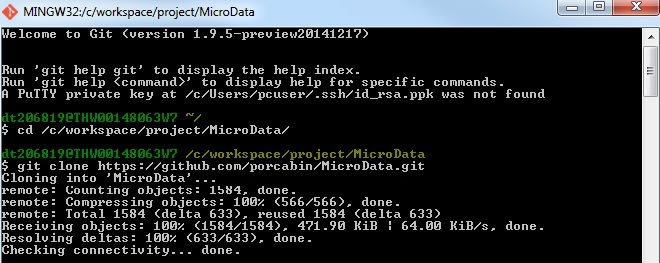 MINGW32:/c/workspace/project/MicroData
Welcome to Git (version 1.9.5-preview20141217)
Run 'git help git' to display the help index.
Run 'git help <command>' to display help for specific commands.
A PuTTY private key at /c/Users/pcuser/.ssh/id_rsa.ppk was not found
dt206819@THW00148063W7 ~/
$ cd /c/workspace/project/MicroData/
dt206819@THW00148063W7 /c/workspace/project/MicroData
$ git clone https://github.com/porcabin/MicroData.git
Cloning into 'MicroData'...
remote: Counting objects: 1584, done.
remote: Compressing objects: 100% (566/566), done.
remote: Total 1584 (delta 633), reused 1584 (delta 633)
Receiving objects: 100% (1584/1584), 471.90 KiB ¦ 64.00 KiB/s, done.
Resolving deltas: 100% (633/633), done.
Checking connectivity... done.